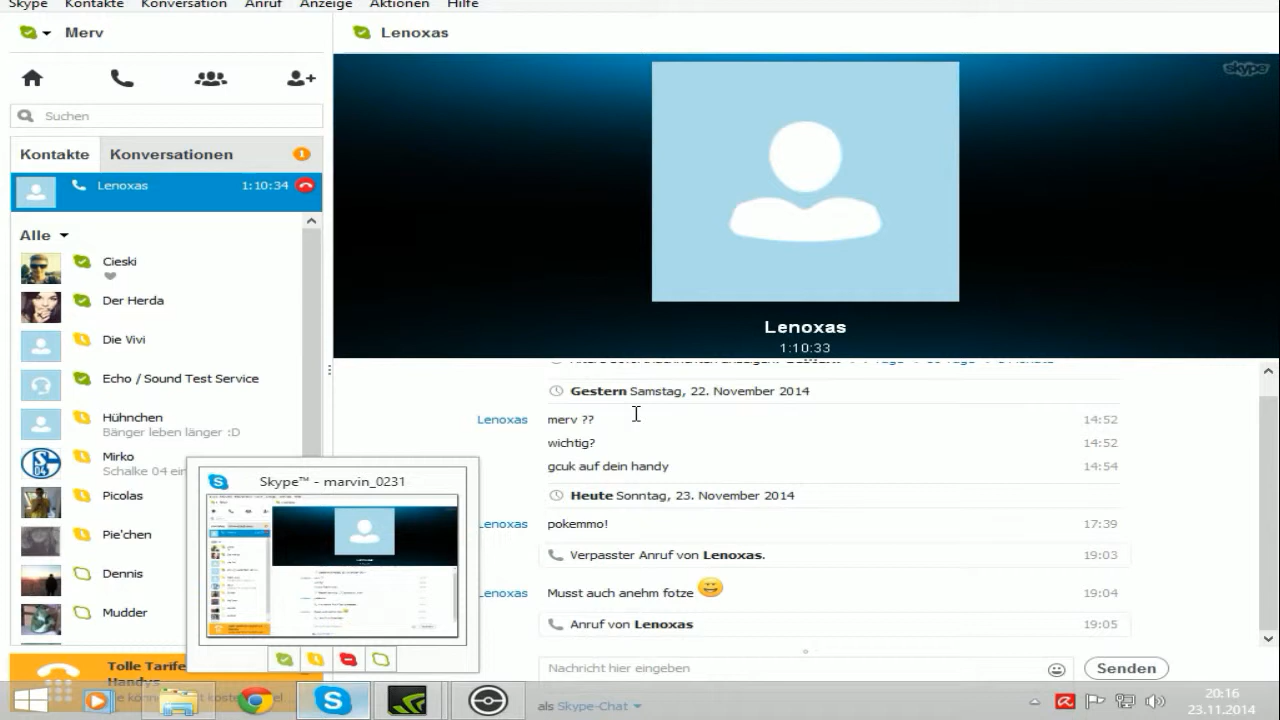 Skype Kontakte Konversation Anruf Anzeige Aktionen Hilfe
Merv
Lenoxas
skype
Suchen
Kontakte Konversationen 1
Lenoxas 1:10:34
Alle
Cieski
Der Herda
Die Vivi
Echo / Sound Test Service
Hühnchen
Bänger leben länger :D
Mirko
Schalke 04 ein
Picolas
Pie'chen
Dennis
Mudder
Tolle Tarife
Handys
Lenoxas
1:10:33
Gestern Samstag, 22. November 2014
Lenoxas merv ?? 14:52
wichtig? 14:52
gcuk auf dein handy 14:54
Heute Sonntag, 23. November 2014
Lenoxas pokemmo! 17:39
Verpasster Anruf von Lenoxas. 19:03
Lenoxas Musst auch anehm fotze 19:04
Anruf von Lenoxas 19:05
Nachricht hier eingeben
Senden
als Skype-Chat
Skype™ - marvin_0231
20:16
23.11.2014